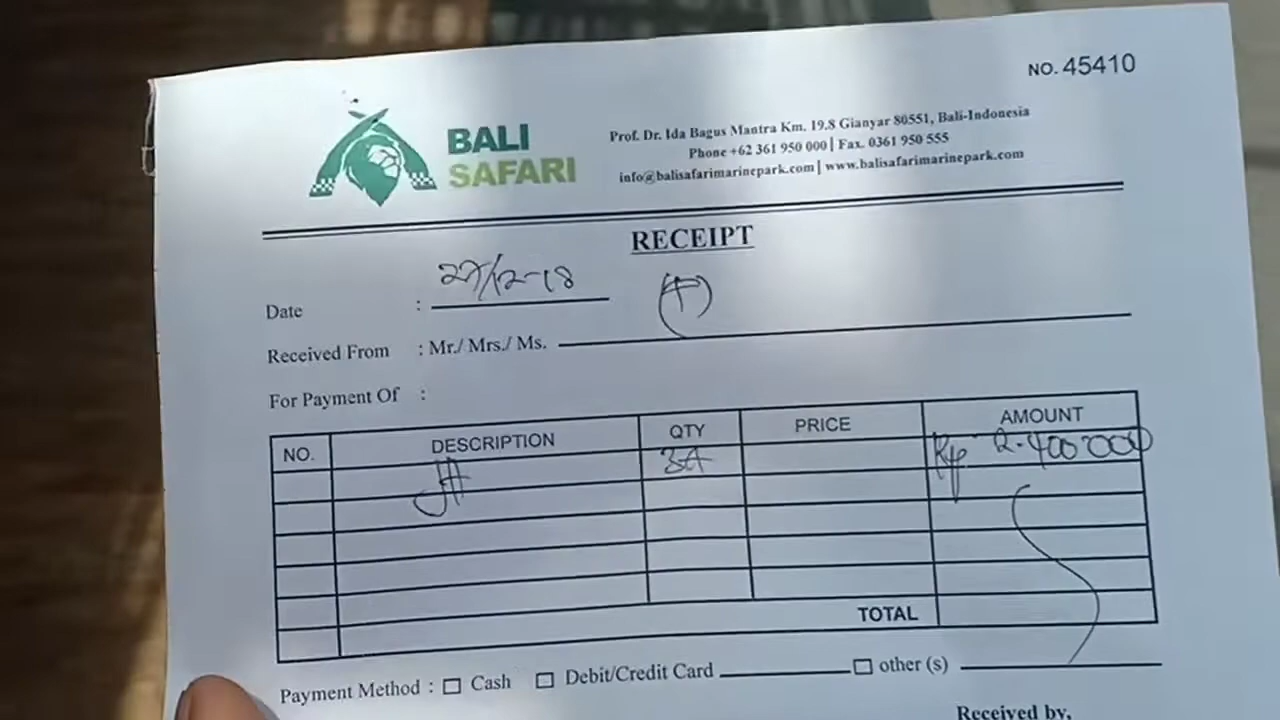 NO. 45410
BALI
SAFARI
Prof. Dr. Ida Bagus Mantra Km. 19.8 Gianyar 80551, Bali-Indonesia
Phone +62 361 950 000 | Fax. 0361 950 555
info@balisafarimarinepark.com | www.balisafarimarinepark.com
RECEIPT
Date : 27/12-18
Received From : Mr./ Mrs./ Ms.
For Payment Of :
NO. DESCRIPTION QTY PRICE AMOUNT
3A Rp 2.400.000
TOTAL
Payment Method : Cash Debit/Credit Card other (s)
Received by,